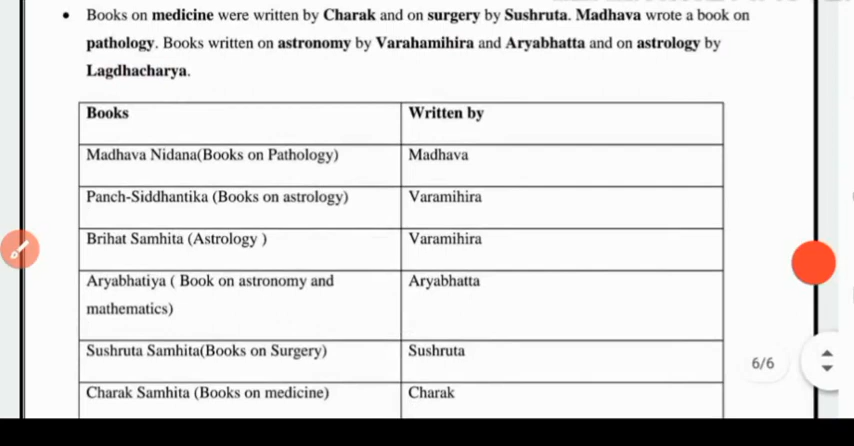 • Books on medicine were written by Charak and on surgery by Sushruta. Madhava wrote a book on
pathology. Books written on astronomy by Varahamihira and Aryabhatta and on astrology by
Lagdhacharya.
Books Written by
Madhava Nidana(Books on Pathology) Madhava
Panch-Siddhantika (Books on astrology) Varamihira
Brihat Samhita (Astrology ) Varamihira
Aryabhatiya ( Book on astronomy and Aryabhatta
mathematics)
Sushruta Samhita(Books on Surgery) Sushruta
6/6
Charak Samhita (Books on medicine) Charak